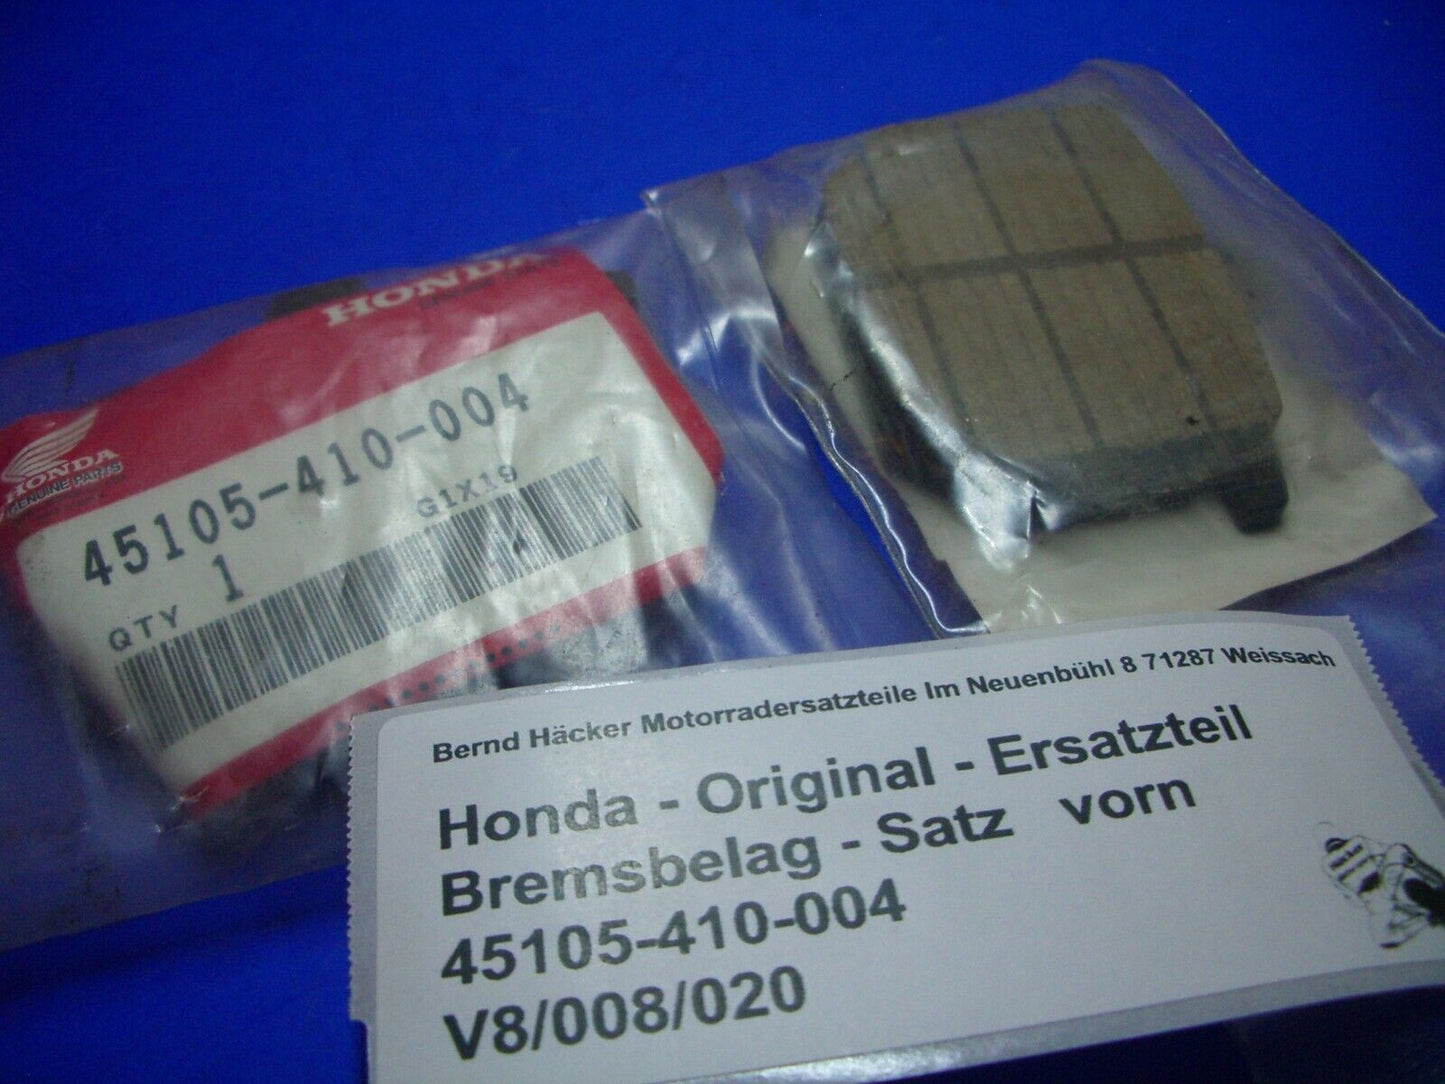 HONDA
HONDA
GENUINE PARTS
45105-410-004
G1X19
QTY 1
Bernd Häcker Motorradersatzteile Im Neuenbühl 8 71287 Weissach
Honda - Original - Ersatzteil
Bremsbelag - Satz vorn
45105-410-004
V8/008/020